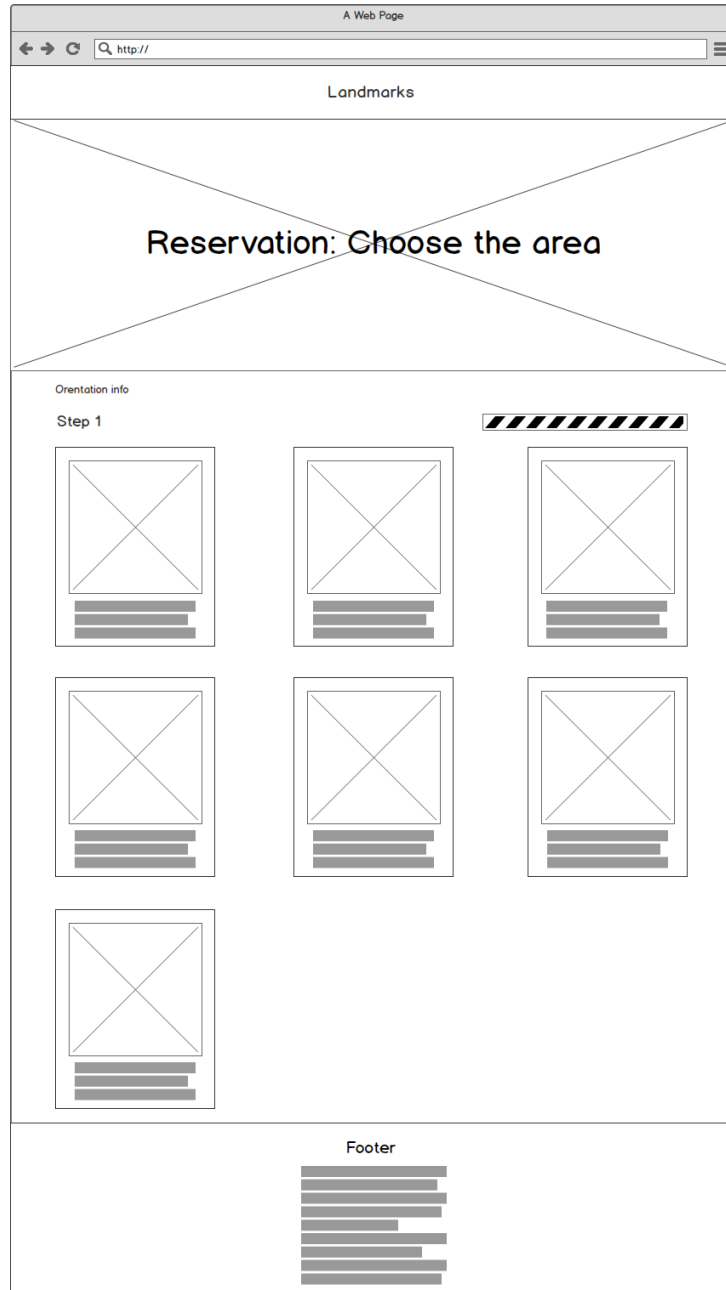 A Web Page
http://
Landmarks
Reservation: Choose the area
Orentation info
Step 1
Footer